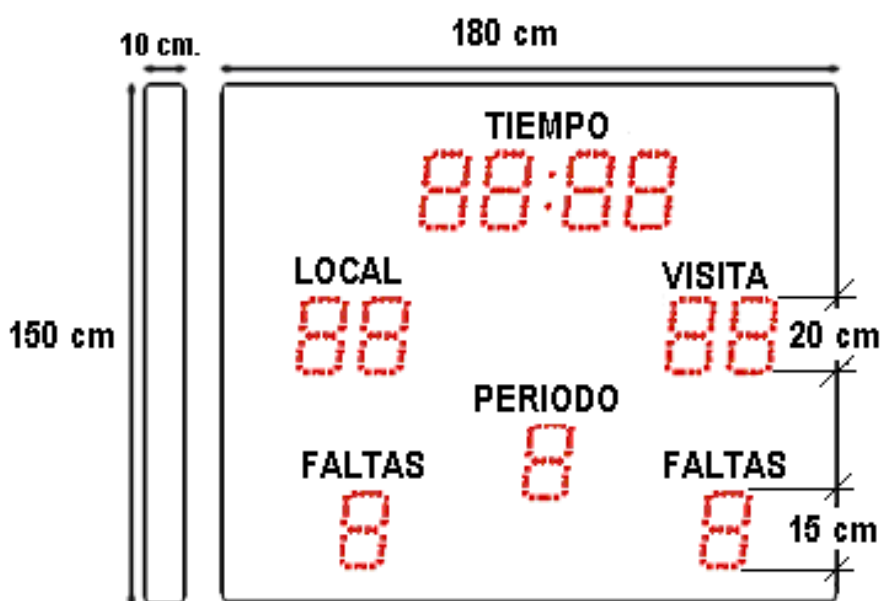 10 cm.
180 cm
TIEMPO
88:88
LOCAL
VISITA
88
88
20 cm
150 cm
PERIODO
8
FALTAS
FALTAS
8
8
15 cm